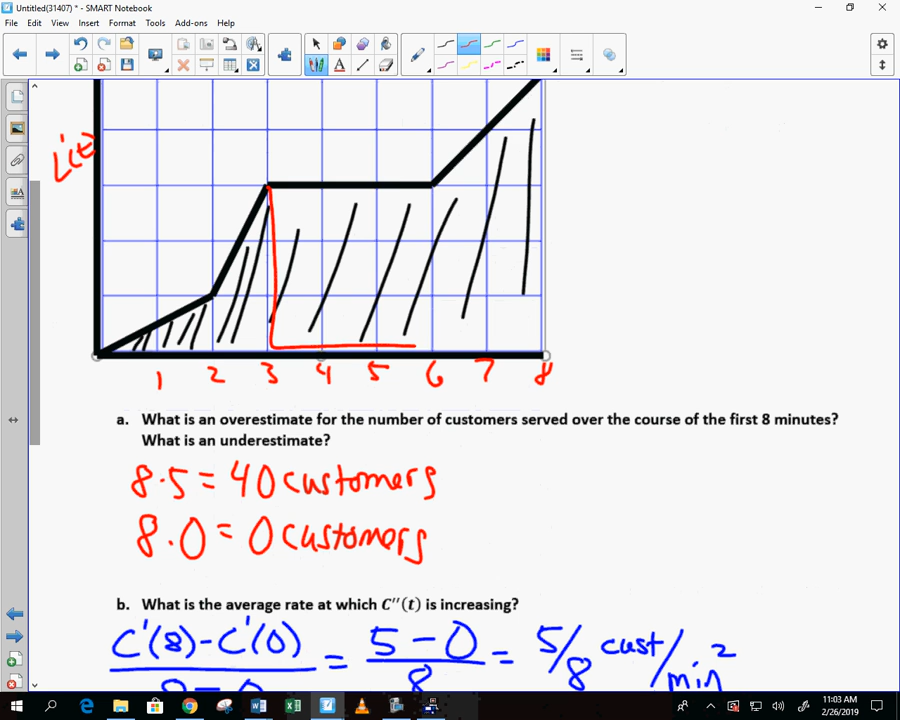 Untitled(31407) * - SMART Notebook
File Edit View Insert Format Tools Add-ons Help
L'(t)
1 2 3 4 5 6 7 8
a. What is an overestimate for the number of customers served over the course of the first 8 minutes?
What is an underestimate?
8·5 = 40 customers
8·0 = 0 customers
b. What is the average rate at which C''(t) is increasing?
C'(8)-C'(0) = 5-0 = 5/8 cust/min²
8
11:03 AM
2/26/2019